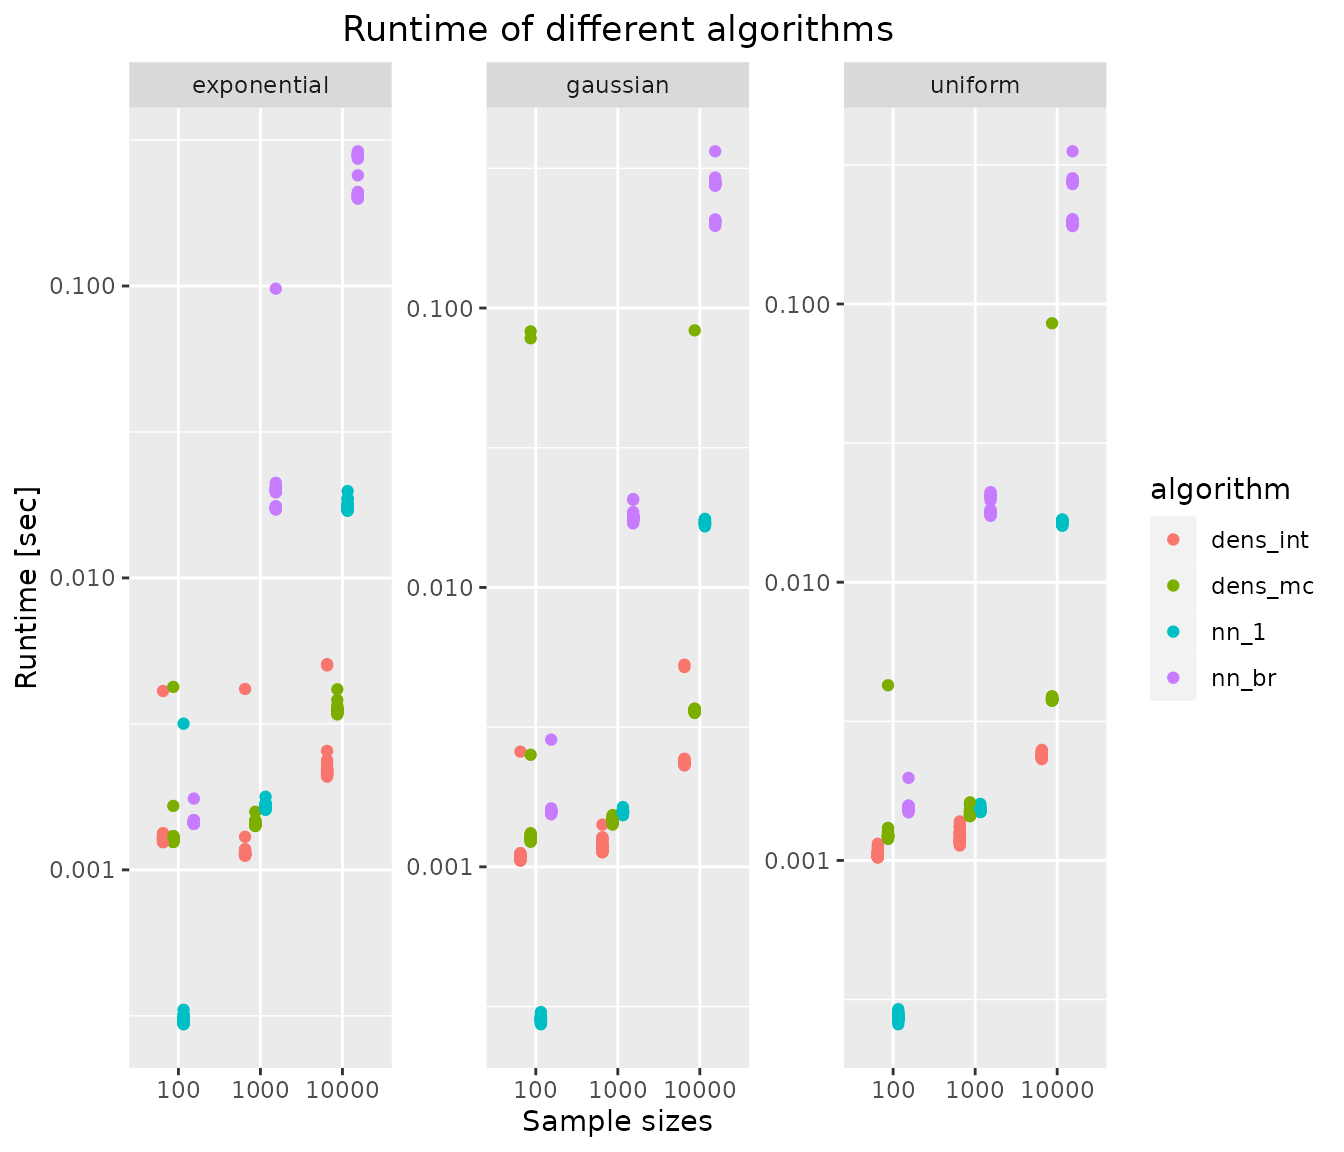 Runtime of different algorithms
exponential
gaussian
uniform
Runtime [sec]
0.100
0.010
0.001
0.100
0.010
0.001
0.100
0.010
0.001
100 1000 10000
100 1000 10000
100 1000 10000
Sample sizes
algorithm
dens_int
dens_mc
nn_1
nn_br